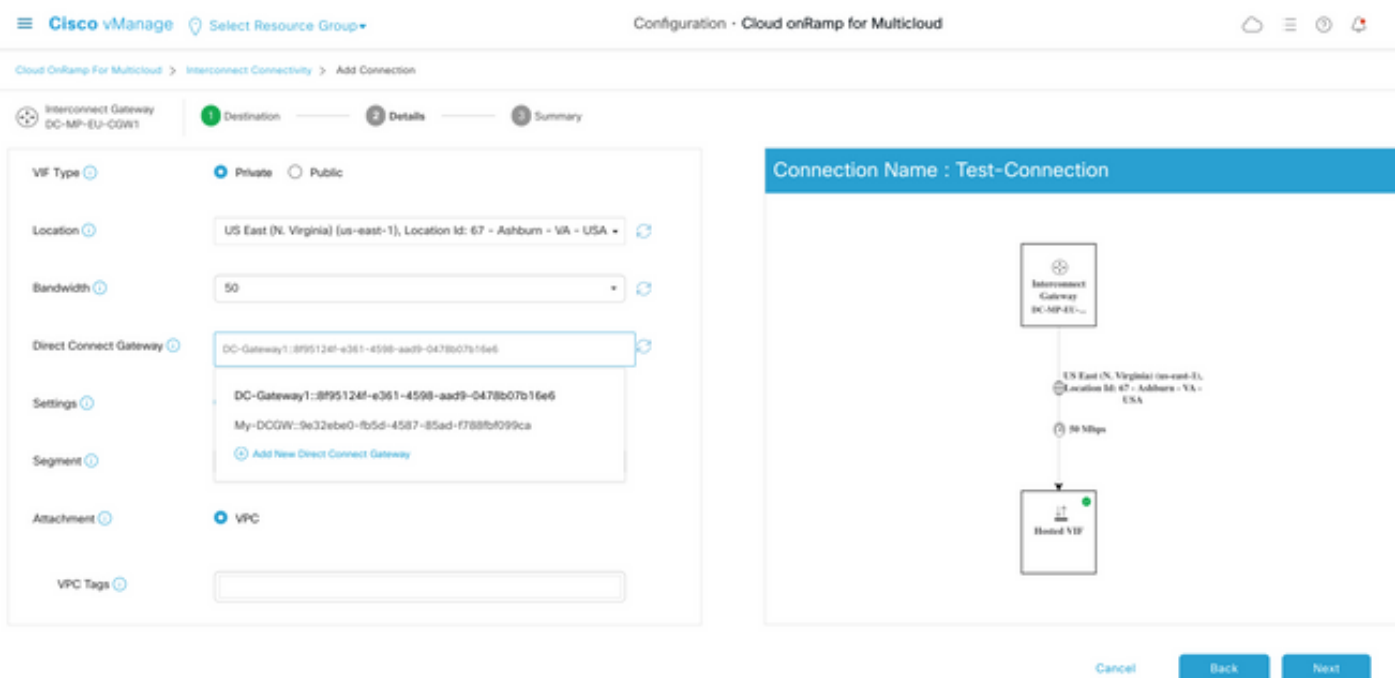 Cisco vManage Select Resource Group▾ Configuration · Cloud onRamp for Multicloud
Cloud OnRamp For Multicloud > Interconnect Connectivity > Add Connection
Interconnect Gateway
DC-MP-EU-CGW1
1 Destination 2 Details 3 Summary
VIF Type Private Public
Location US East (N. Virginia) (us-east-1), Location Id: 67 - Ashburn - VA - USA
Bandwidth 50
Direct Connect Gateway DC-Gateway1::8f95124f-e361-4598-aad9-0478b07b16e6
DC-Gateway1::8f95124f-e361-4598-aad9-0478b07b16e6
Settings
My-DCGW::9e32ebe0-fb5d-4587-85ad-f788fbf099ca
Add New Direct Connect Gateway
Segment
Attachment VPC
VPC Tags
Connection Name : Test-Connection
Interconnect
Gateway
DC-MP-EU-...
US East (N. Virginia) (us-east-1),
Location Id: 67 - Ashburn - VA -
USA
50 Mbps
Hosted VIF
Cancel Back Next